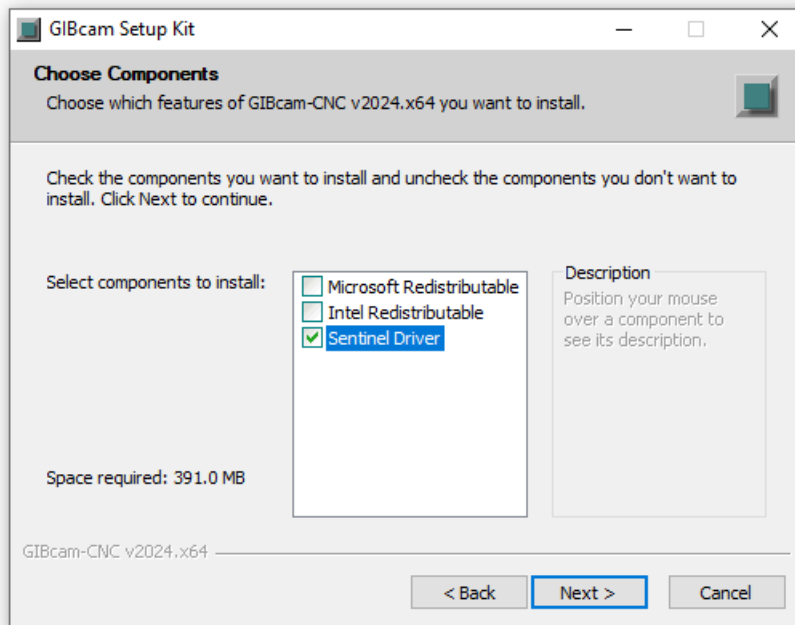 GIBcam Setup Kit
Choose Components
Choose which features of GIBcam-CNC v2024.x64 you want to install.
Check the components you want to install and uncheck the components you don't want to
install. Click Next to continue.
Select components to install:
Microsoft Redistributable
Intel Redistributable
Sentinel Driver
Description
Position your mouse
over a component to
see its description.
Space required: 391.0 MB
GIBcam-CNC v2024.x64
< Back
Next >
Cancel